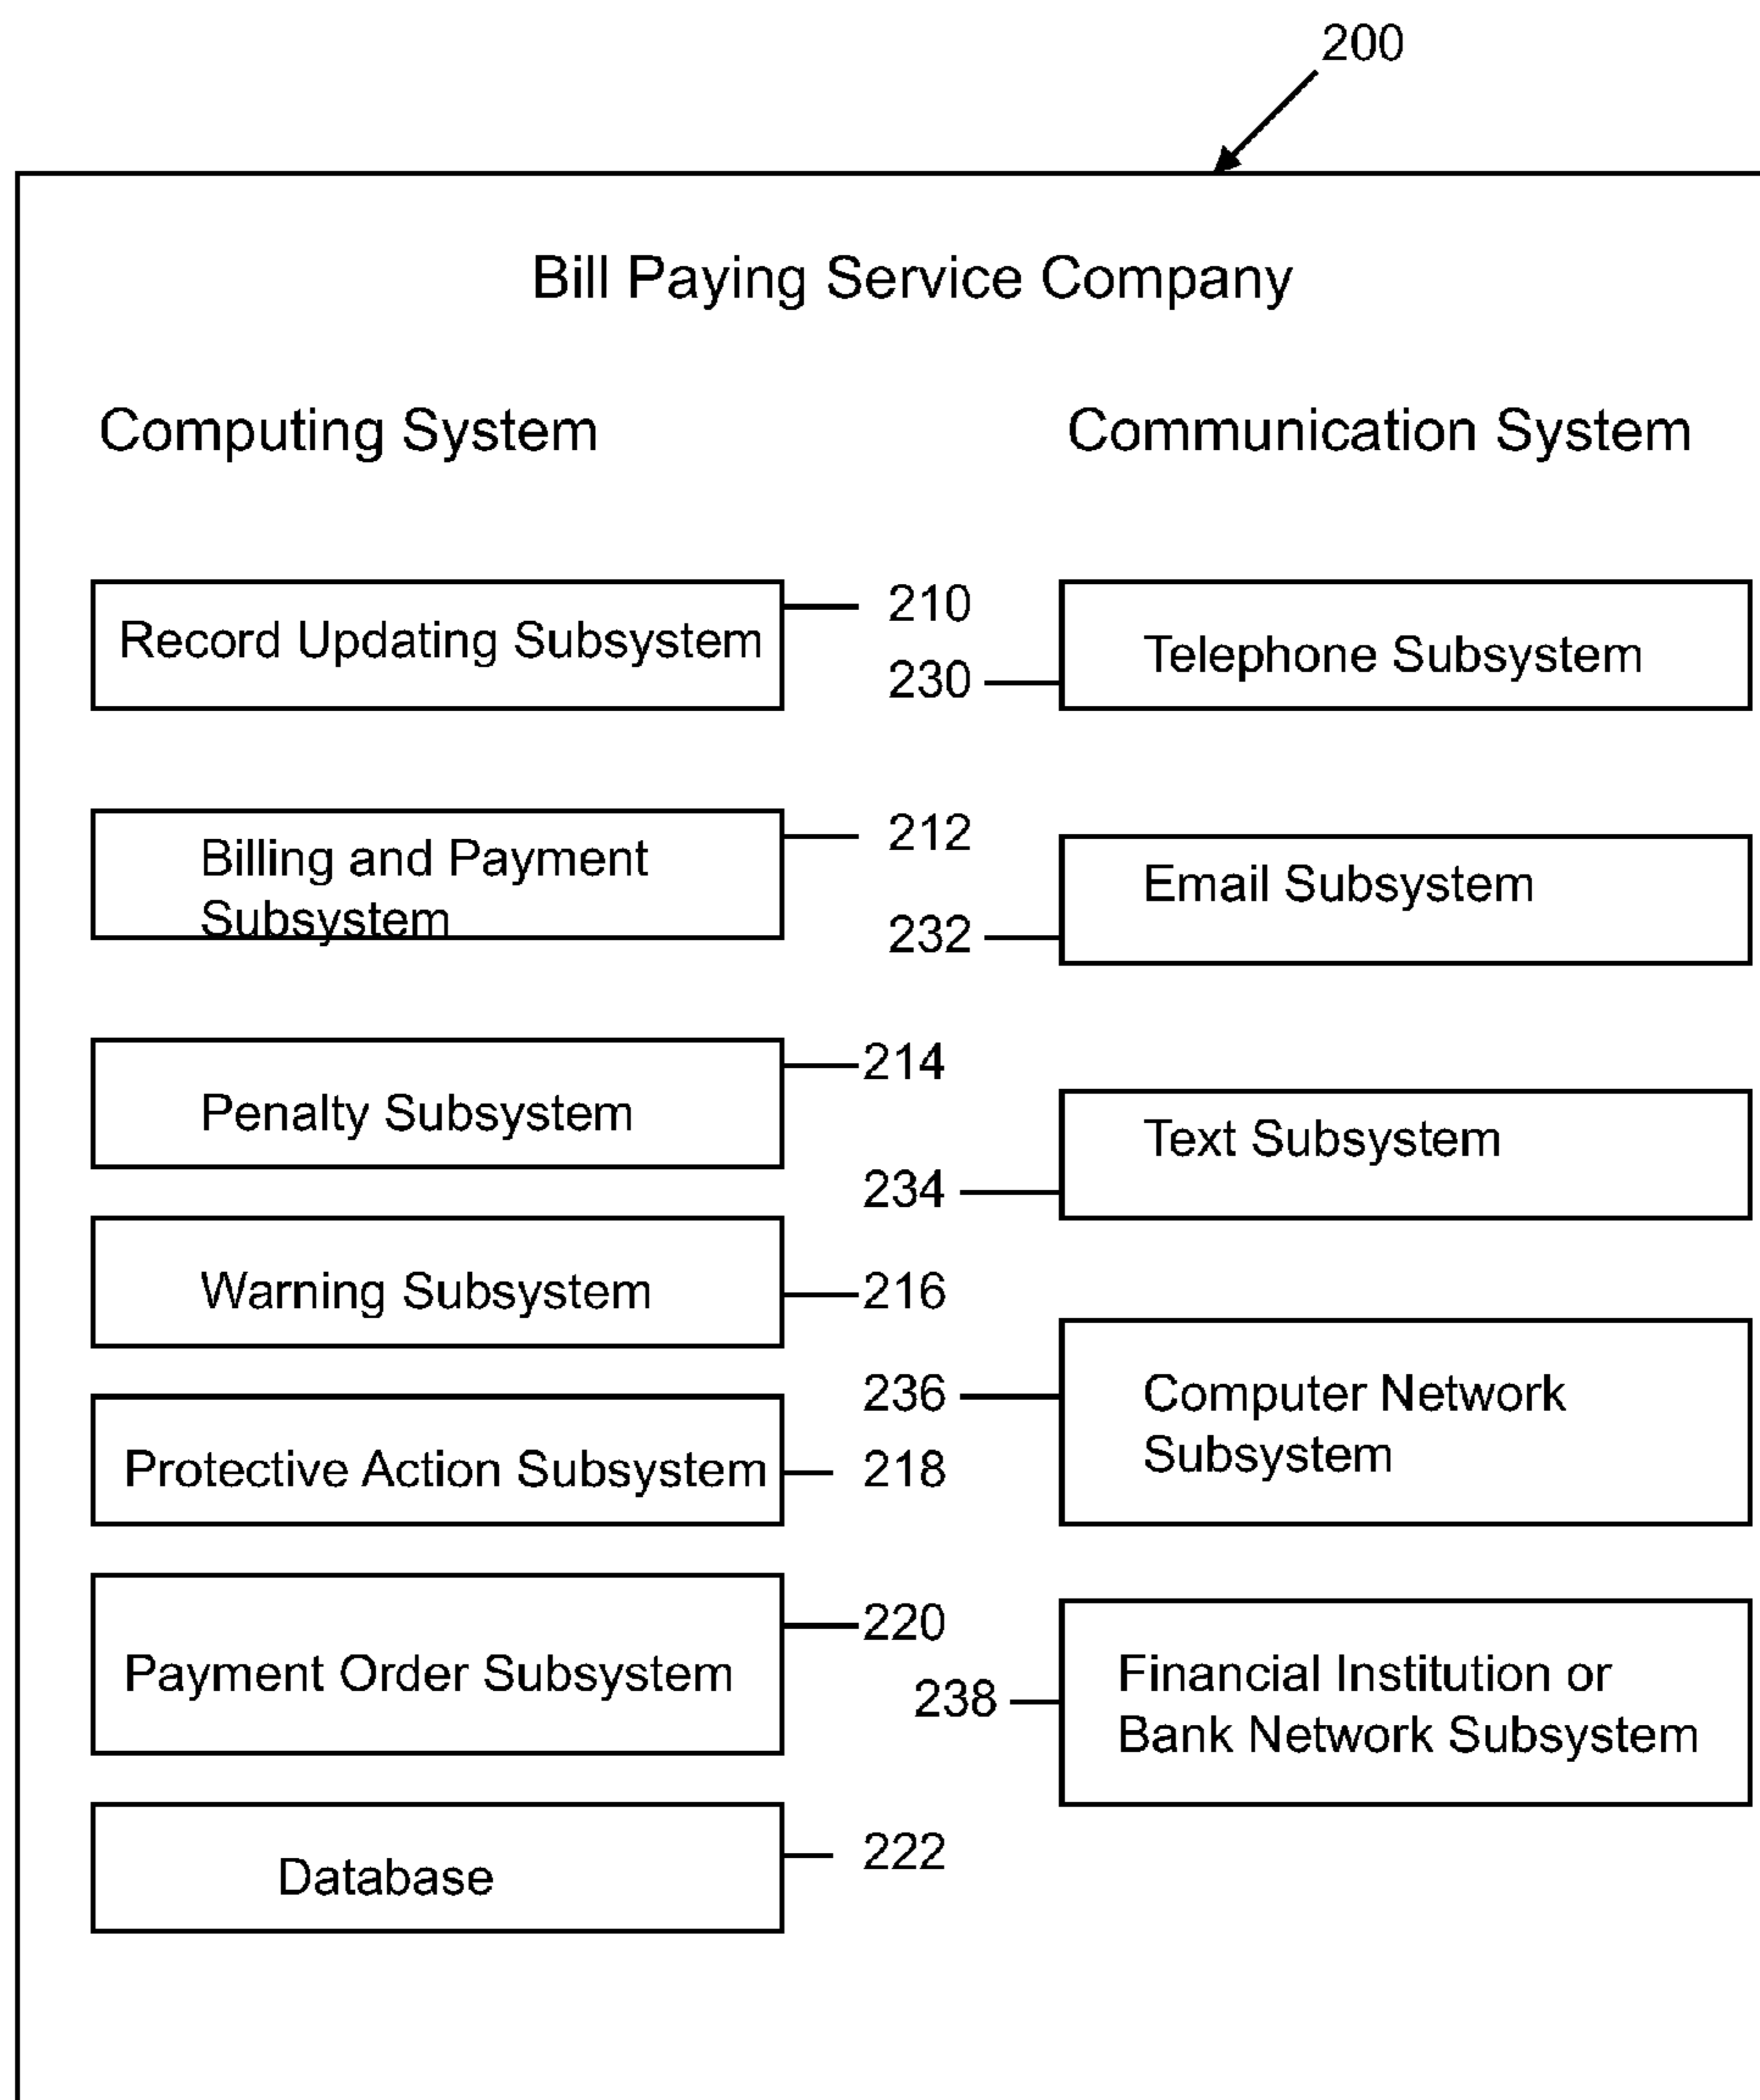 200
Bill Paying Service Company
Computing System
Communication System
Record Updating Subsystem
210
230
Telephone Subsystem
Billing and Payment
Subsystem
212
232
Email Subsystem
Penalty Subsystem
214
234
Text Subsystem
Warning Subsystem
216
236
Computer Network
Subsystem
Protective Action Subsystem
218
Payment Order Subsystem
220
238
Financial Institution or
Bank Network Subsystem
Database
222